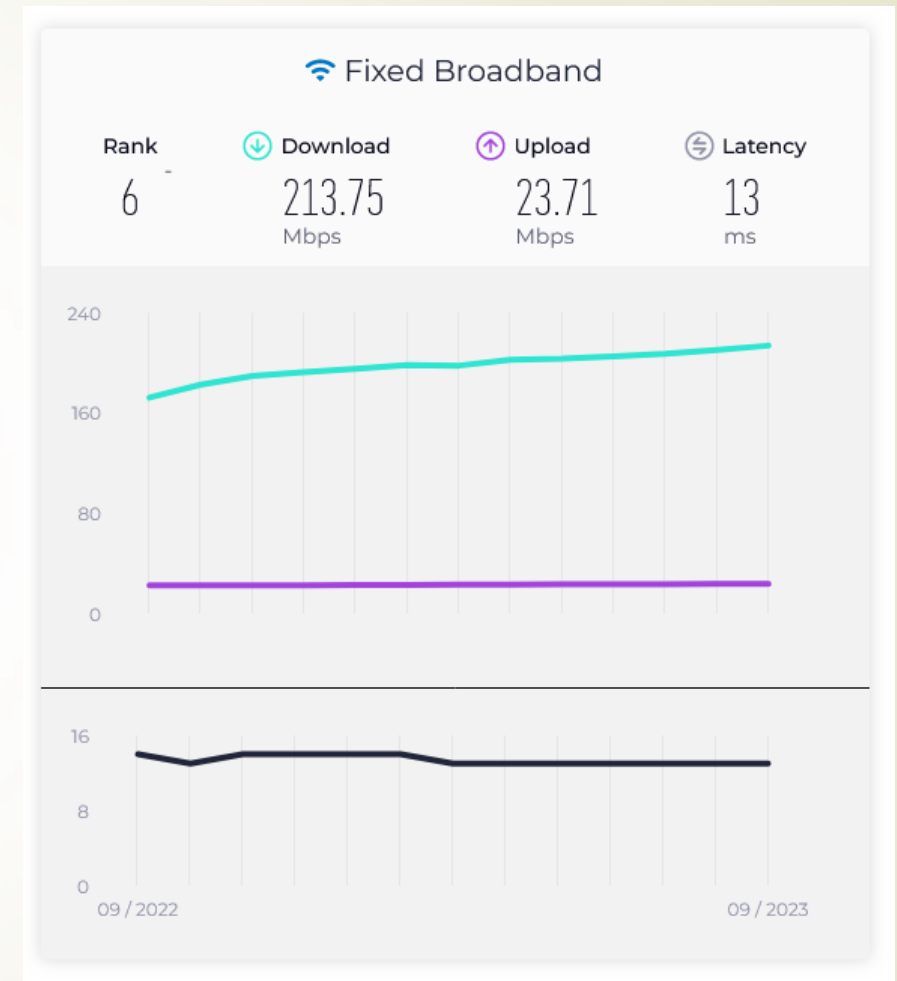 Fixed Broadband
Rank Download Upload Latency
6 - 213.75 23.71 13
Mbps Mbps ms
240
160
80
0
16
8
0
09 / 2022 09 / 2023